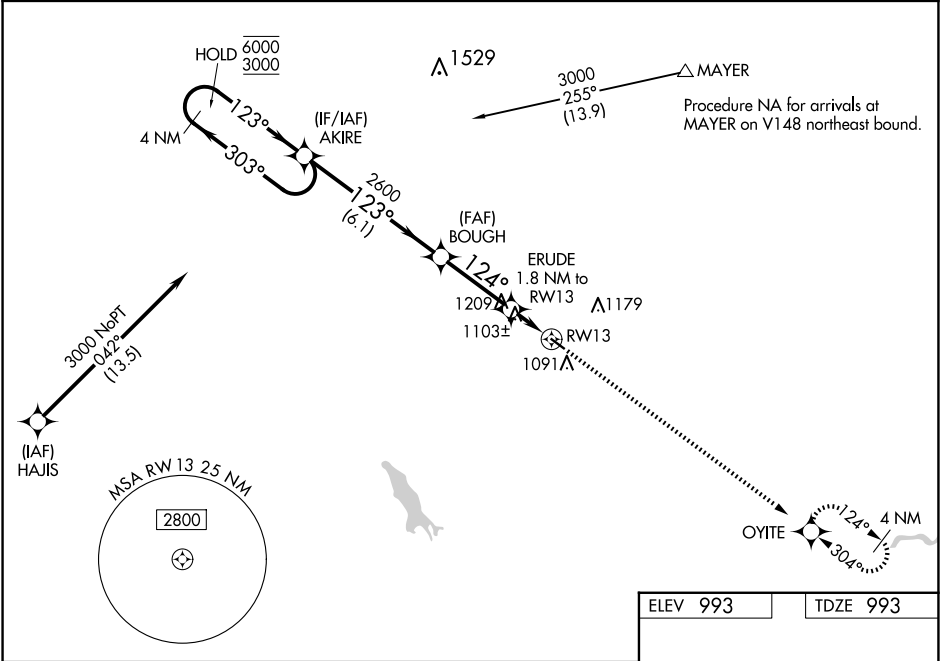 HOLD 6000
3000
1529
3000
255°
(13.9)
MAYER
Procedure NA for arrivals at
MAYER on V148 northeast bound.
4 NM
123°
303°
(IF/IAF)
AKIRE
2600
123°
(6.1)
(FAF)
BOUGH
124°
ERUDE
1.8 NM to
RW13
1209
1103±
1179
RW13
1091
3000 NoPT
042°
(13.5)
(IAF)
HAJIS
MSA RW 13 25 NM
2800
OYITE
124°
4 NM
304°
ELEV 993
TDZE 993